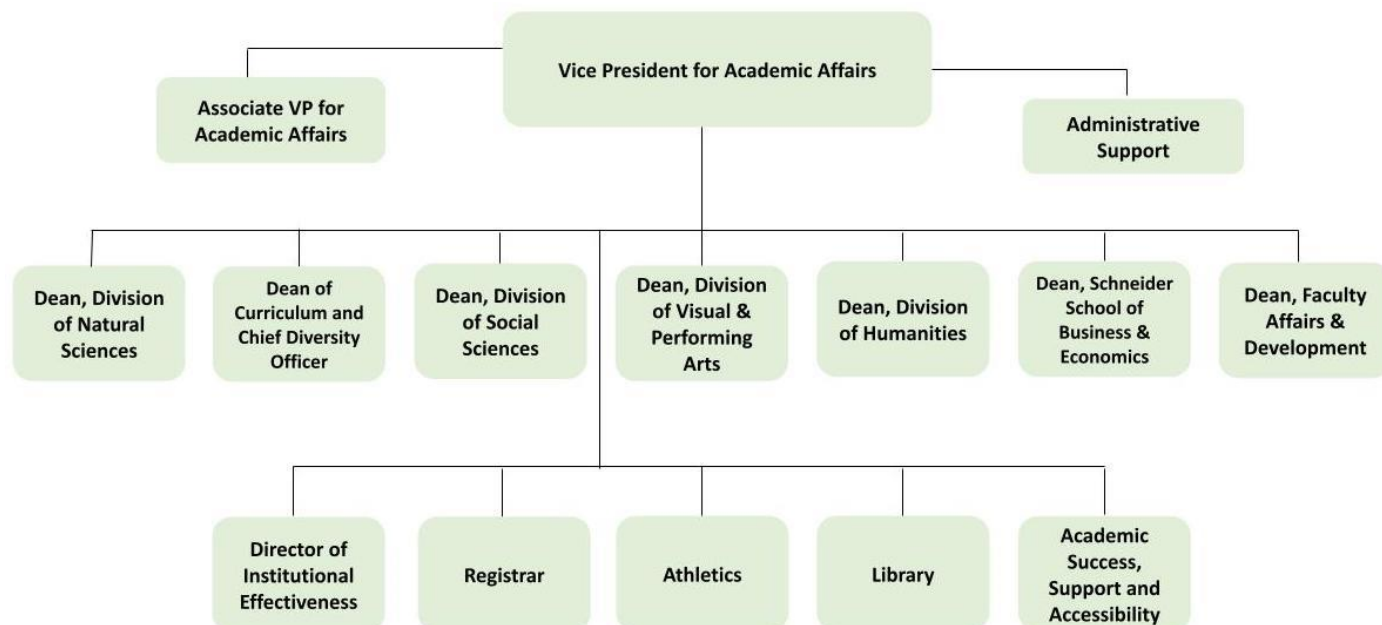 Vice President for Academic Affairs
Associate VP for
Academic Affairs
Administrative
Support
Dean, Division
of Natural
Sciences
Dean of
Curriculum and
Chief Diversity
Officer
Dean, Division
of Social
Sciences
Dean, Division
of Visual &
Performing
Arts
Dean, Division
of Humanities
Dean, Schneider
School of
Business &
Economics
Dean, Faculty
Affairs &
Development
Director of
Institutional
Effectiveness
Registrar
Athletics
Library
Academic
Success,
Support and
Accessibility